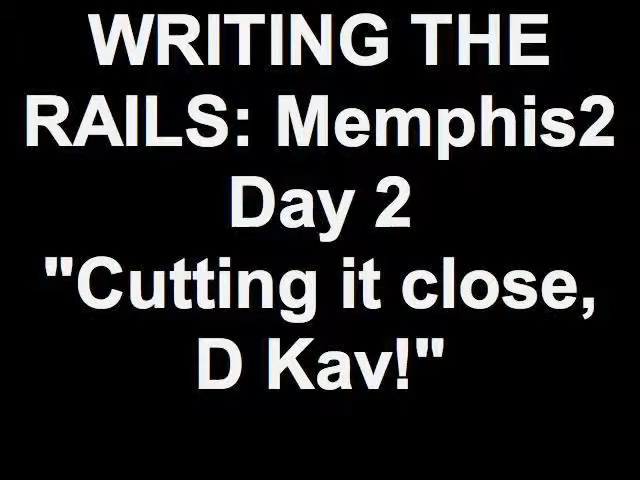 WRITING THE
RAILS: Memphis2
Day 2
"Cutting it close,
D Kav!"